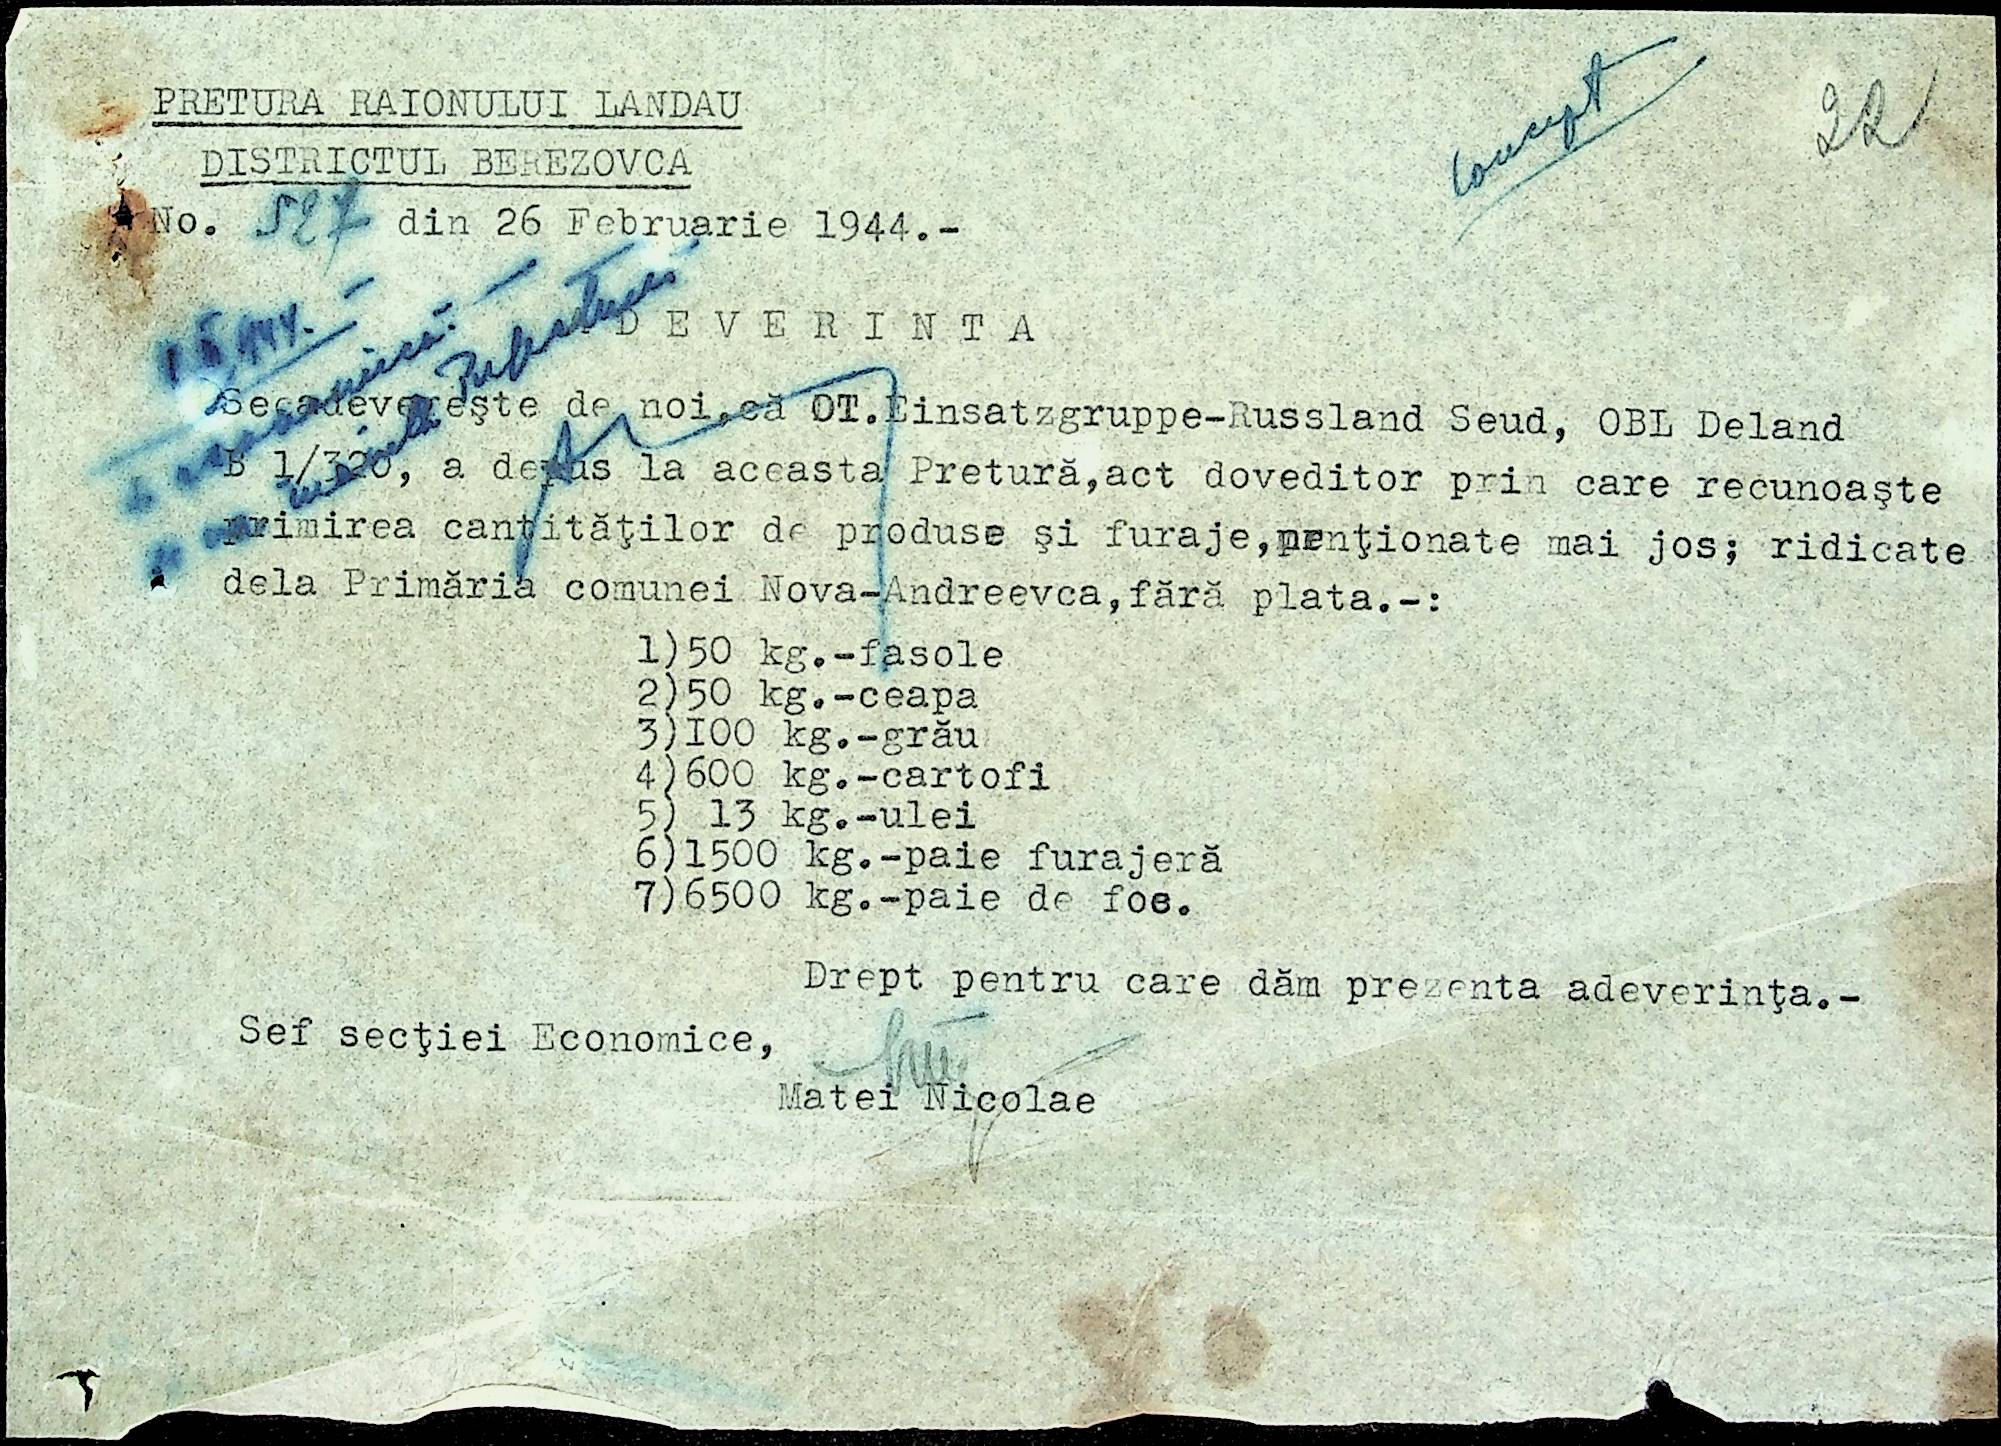 concept
22
PRETURA RAIONULUI LANDAU
DISTRICTUL BEREZOVCA
No. 527 din 26 Februarie 1944.-
DEVERINTA
Se adevereşte de noi,că OT.Einsatzgruppe-Russland Seud, OBL Deland
B 1/320, a depus la aceasta Pretură,act doveditor prin care recunoaşte
primirea cantităţilor de produse şi furaje,menţionate mai jos; ridicate
dela Primăria comunei Nova-Andreevca,fără plata.-:
1)50 kg.-fasole
2)50 kg.-ceapa
3)I00 kg.-grău
4)600 kg.-cartofi
5) 13 kg.-ulei
6)1500 kg.-paie furajeră
7)6500 kg.-paie de foc.
Drept pentru care dăm prezenta adeverinţa.-
Sef secţiei Economice,
Matei Nicolae